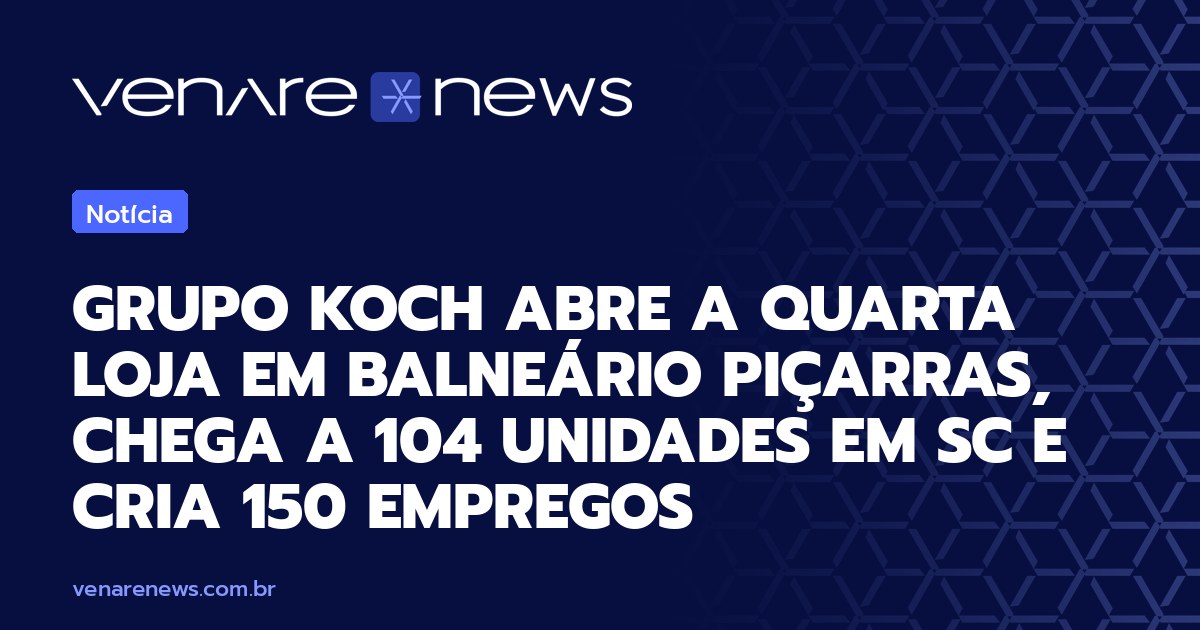 venare news
Notícia
GRUPO KOCH ABRE A QUARTA
LOJA EM BALNEÁRIO PIÇARRAS,
CHEGA A 104 UNIDADES EM SC E
CRIA 150 EMPREGOS
venarenews.com.br